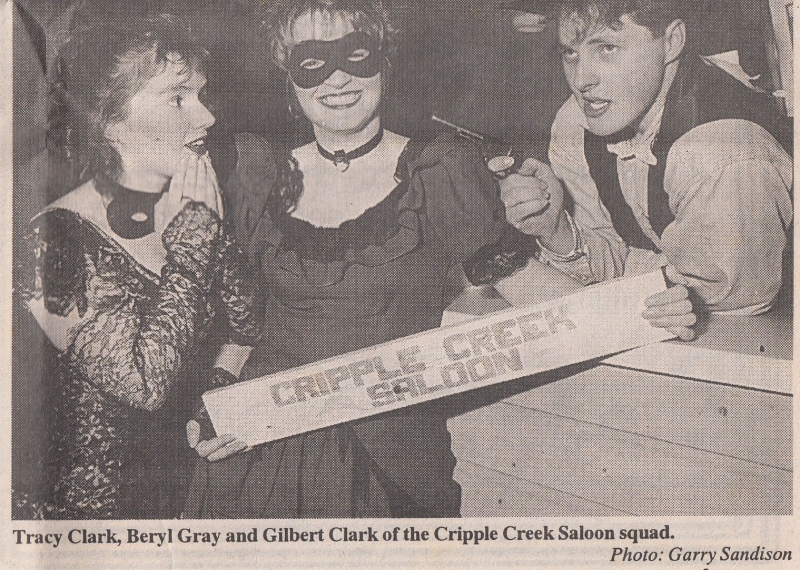 CRIPPLE CREEK
SALOON
Tracy Clark, Beryl Gray and Gilbert Clark of the Cripple Creek Saloon squad.
Photo: Garry Sandison